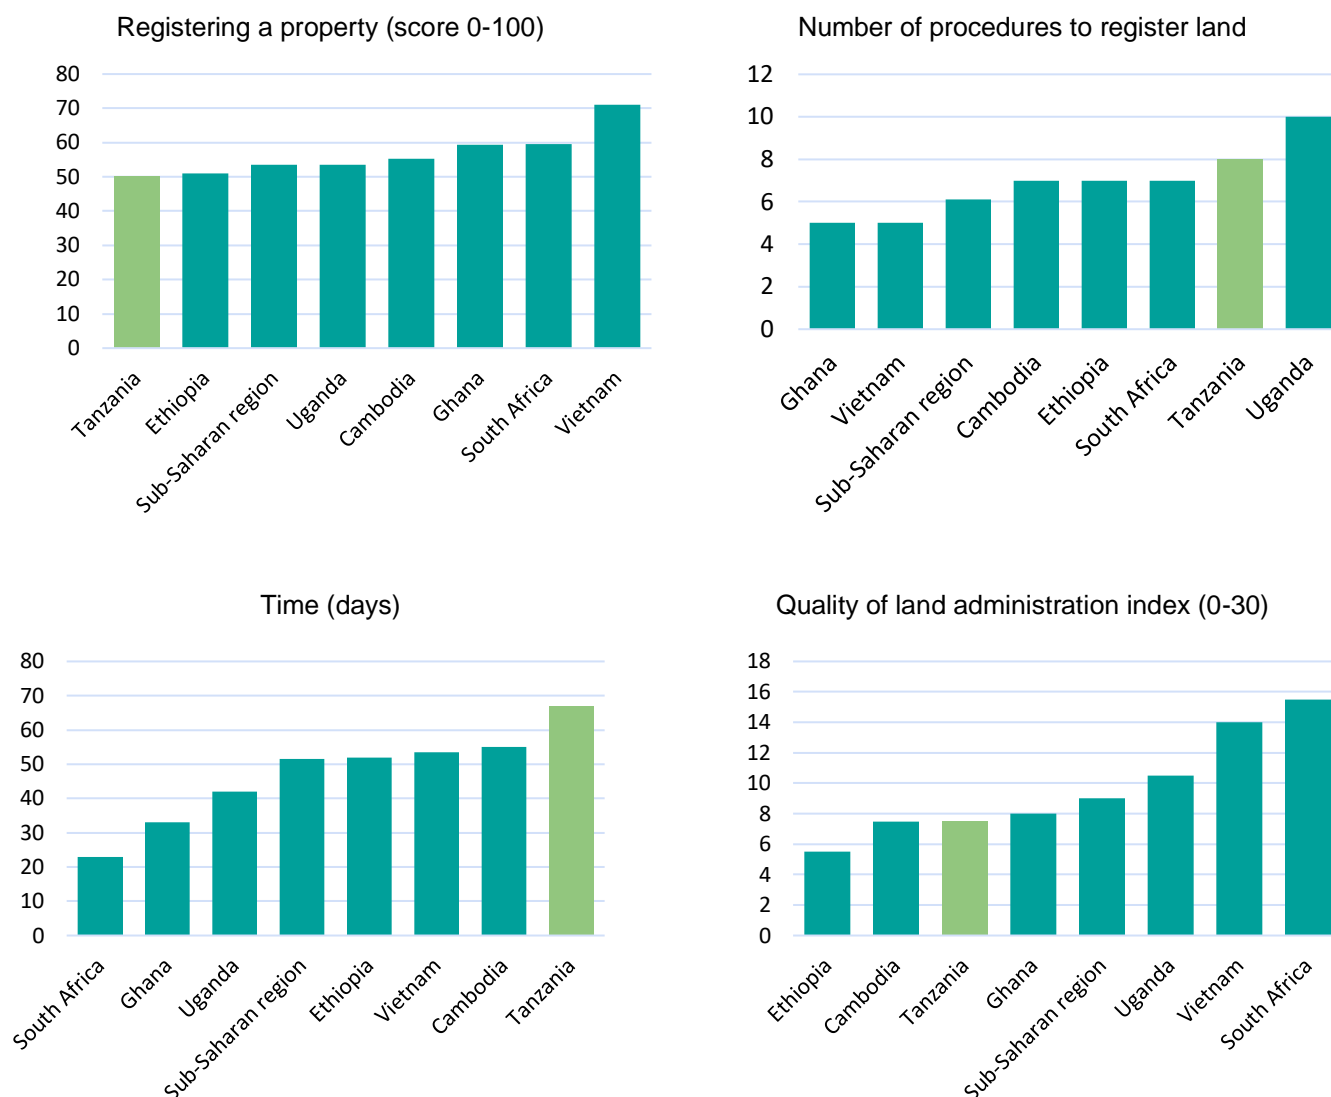 Registering a property (score 0-100)
80
70
60
50
40
30
20
10
0
Tanzania
Ethiopia
Sub-Saharan region
Uganda
Cambodia
Ghana
South Africa
Vietnam
Number of procedures to register land
12
10
8
6
4
2
0
Ghana
Vietnam
Sub-Saharan region
Cambodia
Ethiopia
South Africa
Tanzania
Uganda
Time (days)
80
70
60
50
40
30
20
10
0
South Africa
Ghana
Uganda
Sub-Saharan region
Ethiopia
Vietnam
Cambodia
Tanzania
Quality of land administration index (0-30)
18
16
14
12
10
8
6
4
2
0
Ethiopia
Cambodia
Tanzania
Ghana
Sub-Saharan region
Uganda
Vietnam
South Africa